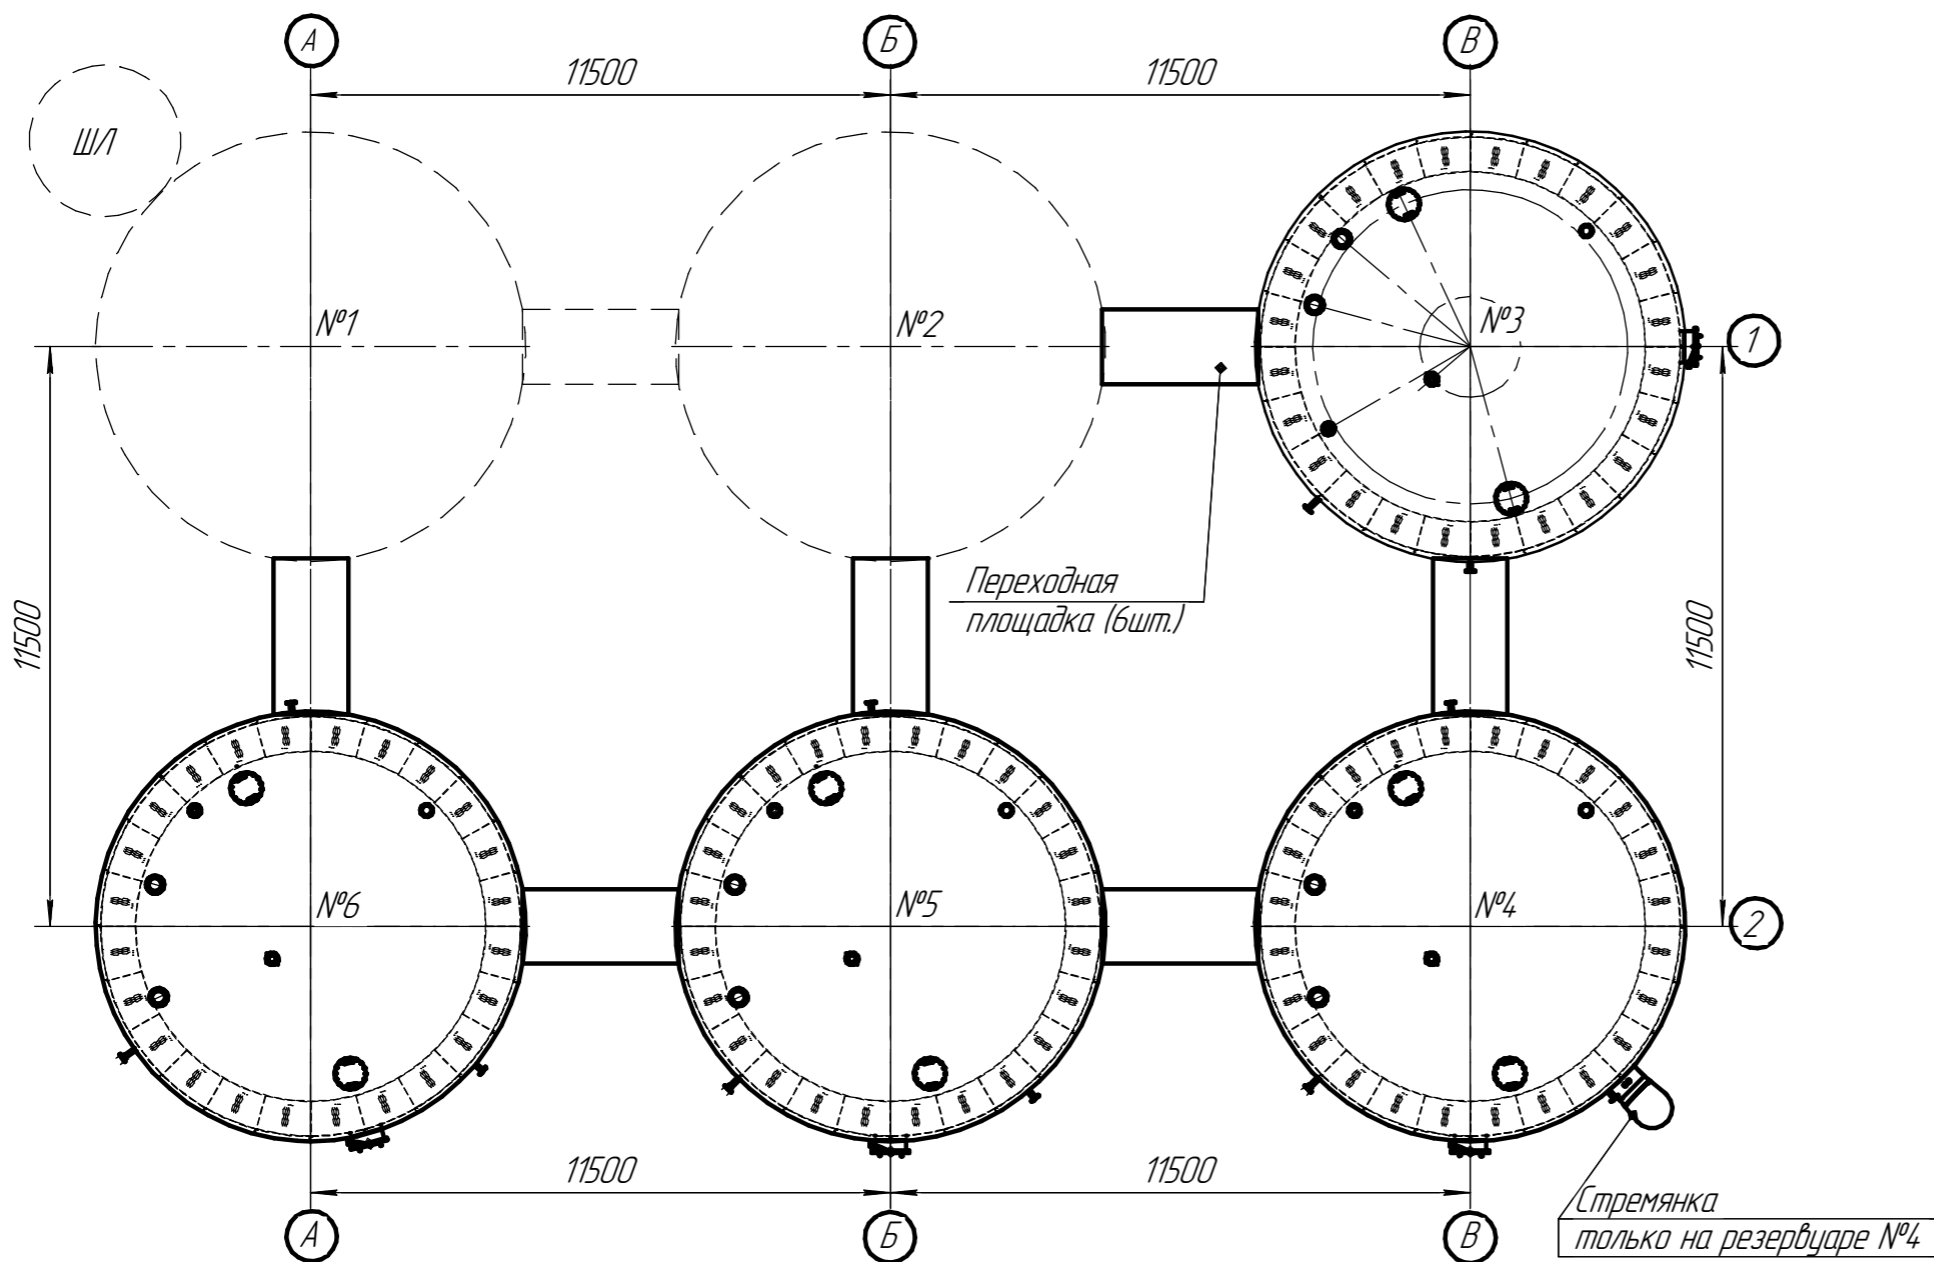 А
Б
В
11500
11500
ШЛ
№1
№2
№3
1
Переходная
площадка (6шт.)
11500
11500
№6
№5
№4
2
11500
11500
Стремянка
только на резервуаре №4
А
Б
В